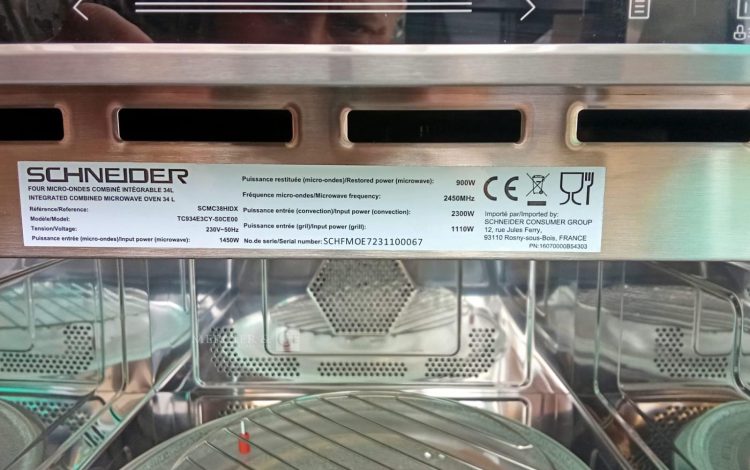 SCHNEIDER
FOUR MICRO-ONDES COMBINÉ INTÉGRABLE 34L
INTEGRATED COMBINED MICROWAVE OVEN 34 L
Référence/Reference: SCMC38HIDX
Modèle/Model: TC934E3CY-S0CE00
Tension/Voltage: 230V~50Hz
Puissance entrée (micro-ondes)/Input power (microwave): 1450W
Puissance restituée (micro-ondes)/Restored power (microwave): 900W
Fréquence micro-ondes/Microwave frequency: 2450MHz
Puissance entrée (convection)/Input power (convection): 2300W
Puissance entrée (gril)/Input power (grill): 1110W
No.de serie/Serial number: SCHFMOE7231100067
CE
Importé par/Imported by:
SCHNEIDER CONSUMER GROUP
12, rue Jules Ferry,
93110 Rosny-sous-Bois, FRANCE
PN:16070000B54303